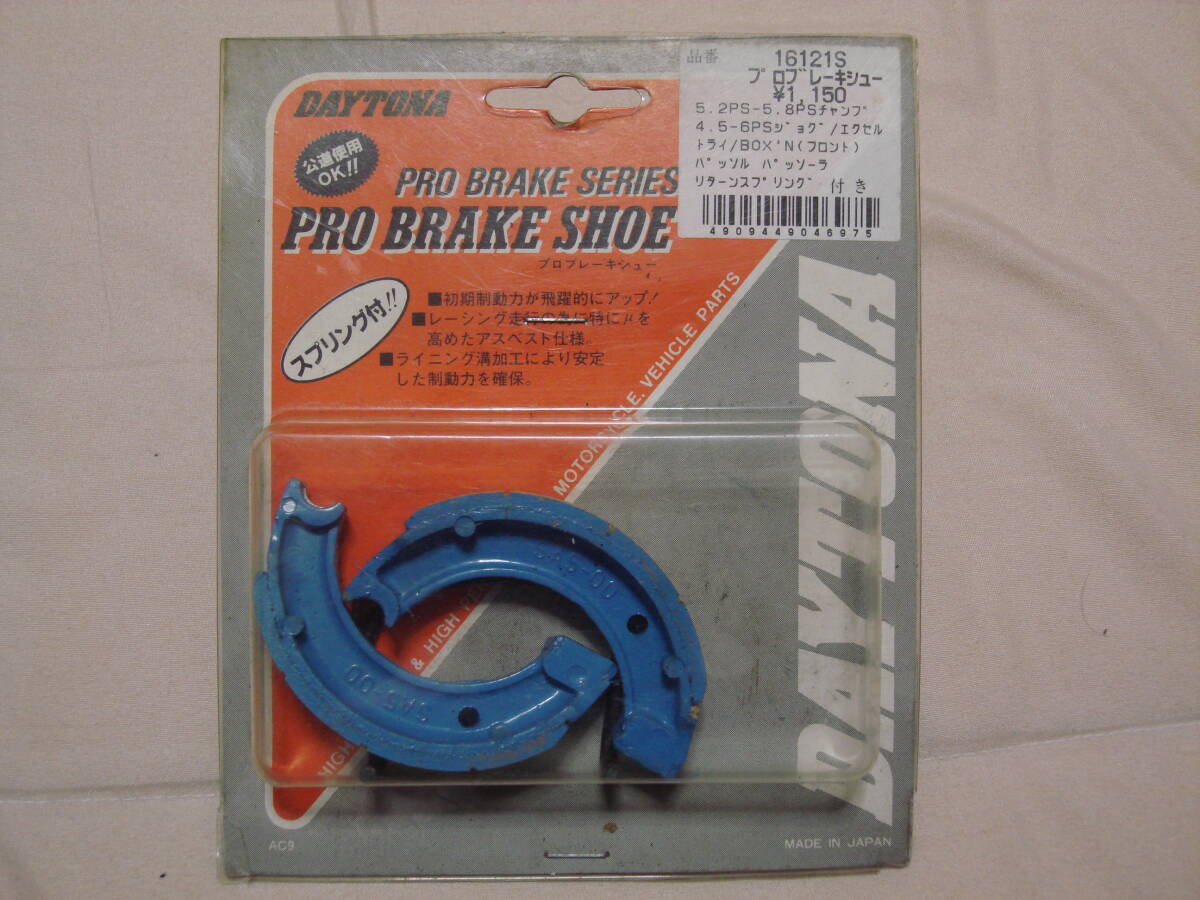 DAYTONA
公道使用
OK!!
PRO BRAKE SERIES
PRO BRAKE SHOE
プロブレーキシュー
スプリング付!!
■初期制動力が飛躍的にアップ!
■レーシング走行の為に特にμを
高めたアスベスト仕様。
■ライニング溝加工により安定
した制動力を確保。
品番 16121S
プロブレーキシュー
¥1,150
5.2PS-5.8PSチャンプ
4.5-6PSジョグ/エクセル
トライ/BOX'N(フロント)
パッソル パッソーラ
リターンスプリング 付き
4909449046975
MOTORCYCLE. VEHICLE PARTS
& HIGH
HIGH
DAYTONA
5A5-00
5A5-00
AC9
MADE IN JAPAN